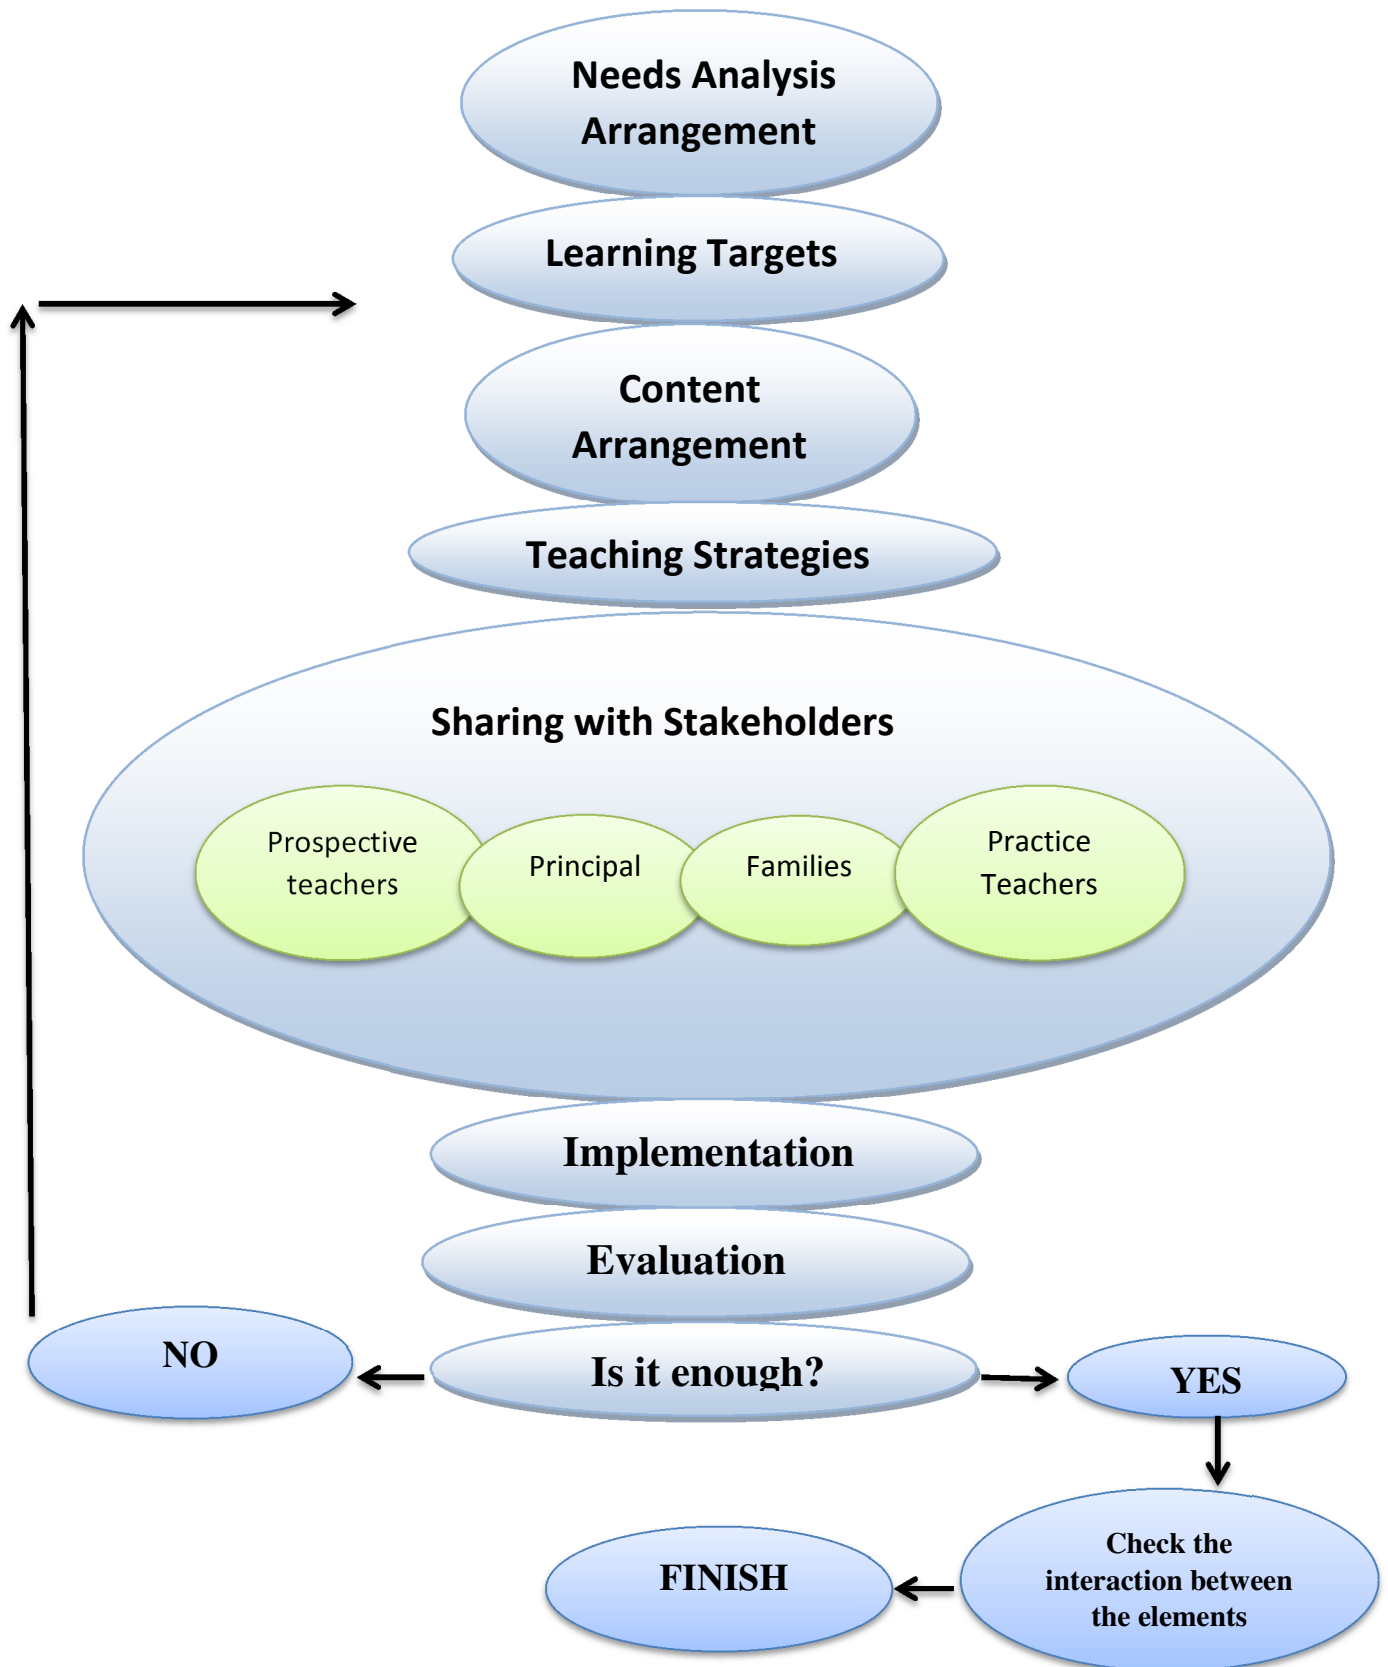 Needs Analysis
Arrangement
Learning Targets
Content
Arrangement
Teaching Strategies
Sharing with Stakeholders
Prospective
teachers
Principal
Families
Practice
Teachers
Implementation
Evaluation
Is it enough?
NO
YES
Check the
interaction between
the elements
FINISH